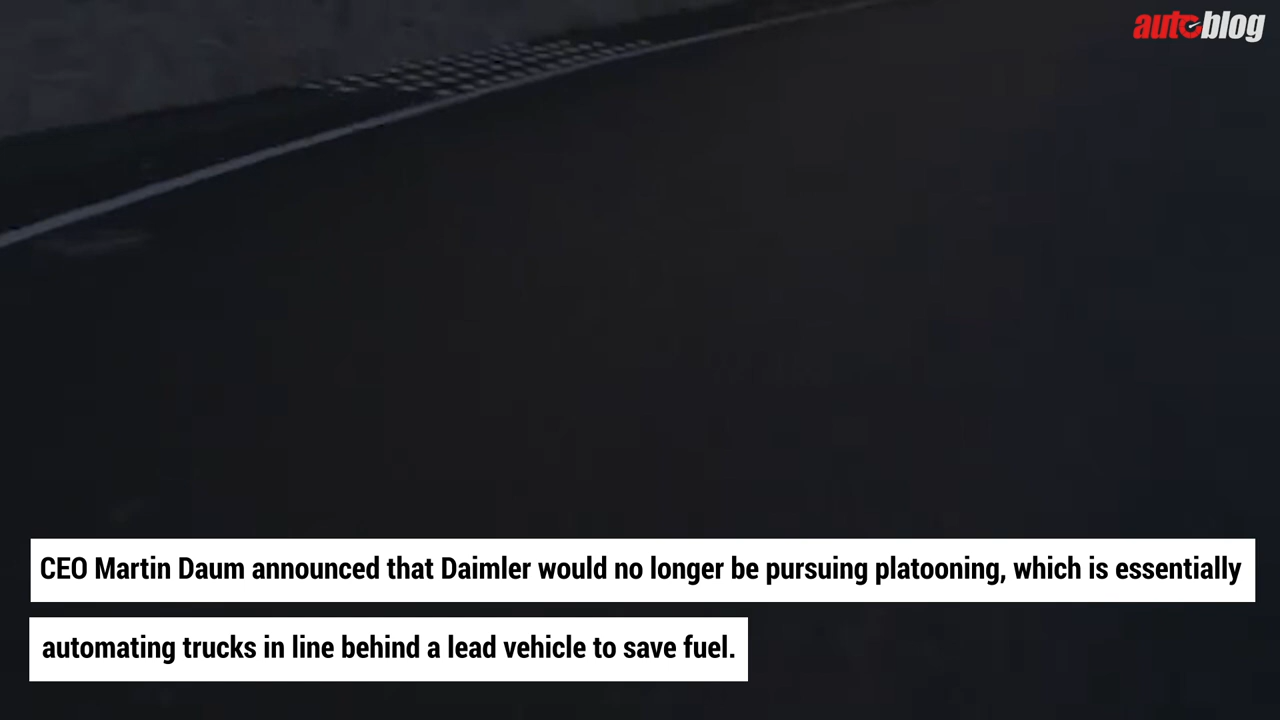 autoblog
CEO Martin Daum announced that Daimler would no longer be pursuing platooning, which is essentially
automating trucks in line behind a lead vehicle to save fuel.